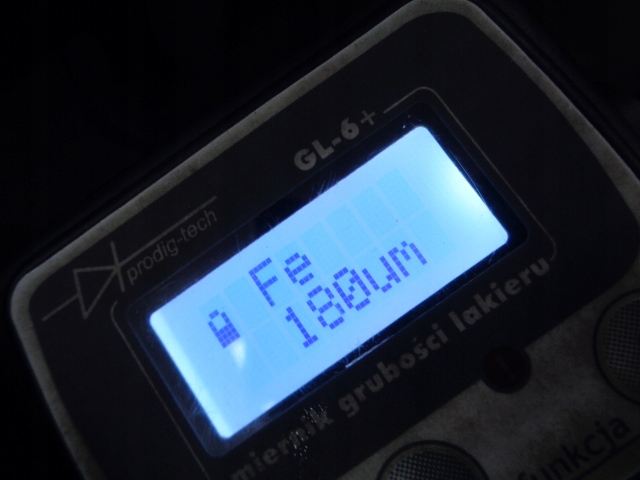 GL-6+
prodig-tech
Fe
180um
miernik grubości lakieru
funkcja